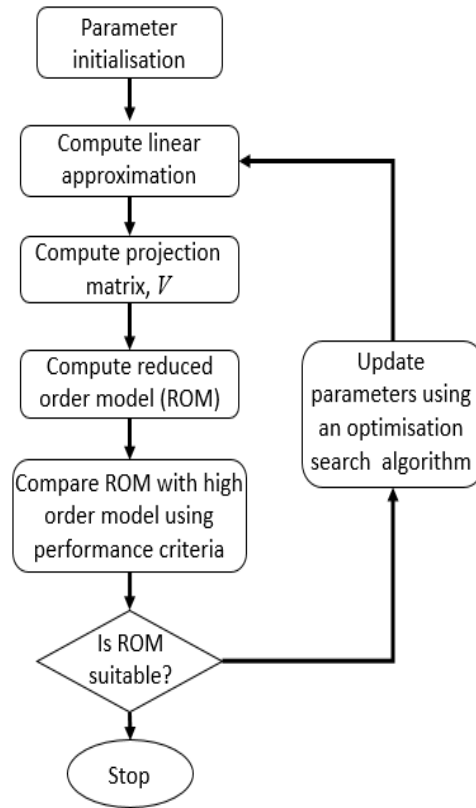 Parameter
initialisation
Compute linear
approximation
Compute projection
matrix, V
Compute reduced
order model (ROM)
Compare ROM with high
order model using
performance criteria
Is ROM
suitable?
Stop
Update
parameters using
an optimisation
search algorithm